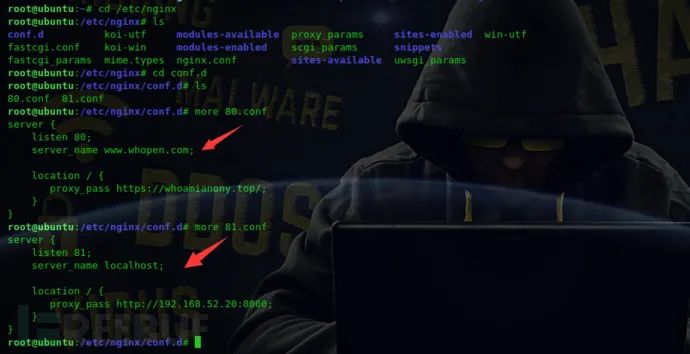 root@ubuntu:~# cd /etc/nginx
root@ubuntu:/etc/nginx# ls
conf.d koi-utf modules-available proxy_params sites-enabled win-utf
fastcgi.conf koi-win modules-enabled scgi_params snippets
fastcgi_params mime.types nginx.conf sites-available uwsgi_params
root@ubuntu:/etc/nginx# cd conf.d
root@ubuntu:/etc/nginx/conf.d# ls
80.conf 81.conf
root@ubuntu:/etc/nginx/conf.d# more 80.conf
server {
listen 80;
server_name www.whopen.com;
location / {
proxy_pass https://whoamianony.top/;
}
}
root@ubuntu:/etc/nginx/conf.d# more 81.conf
server {
listen 81;
server_name localhost;
location / {
proxy_pass http://192.168.52.20:8000;
}
}
root@ubuntu:/etc/nginx/conf.d#
MALWARE
DDOS